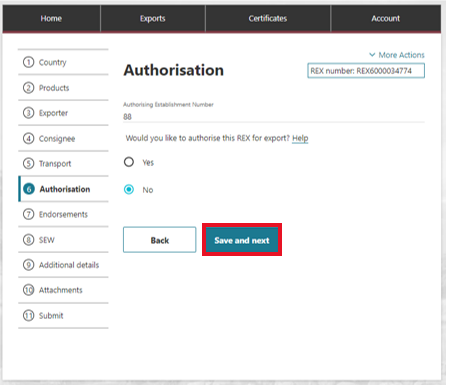 Home Exports Certificates Account
More Actions
REX number: REX6000034774
1 Country
2 Products
3 Exporter
4 Consignee
5 Transport
6 Authorisation
7 Endorsements
8 SEW
9 Additional details
10 Attachments
11 Submit
Authorisation
Authorising Establishment Number
88
Would you like to authorise this REX for export? Help
Yes
No
Back Save and next